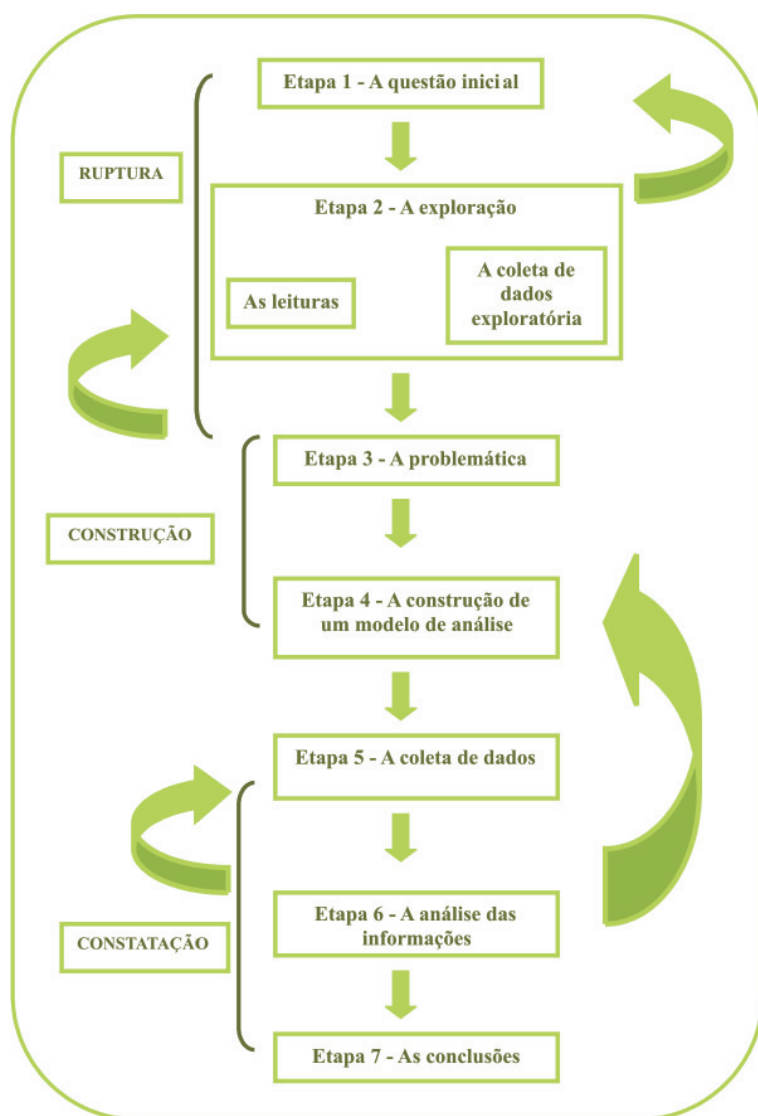 Etapa 1 - A questão inicial
RUPTURA
Etapa 2 - A exploração
As leituras
A coleta de
dados
exploratória
Etapa 3 - A problemática
CONSTRUÇÃO
Etapa 4 - A construção de
um modelo de análise
Etapa 5 - A coleta de dados
Etapa 6 - A análise das
informações
CONSTATAÇÃO
Etapa 7 - As conclusões